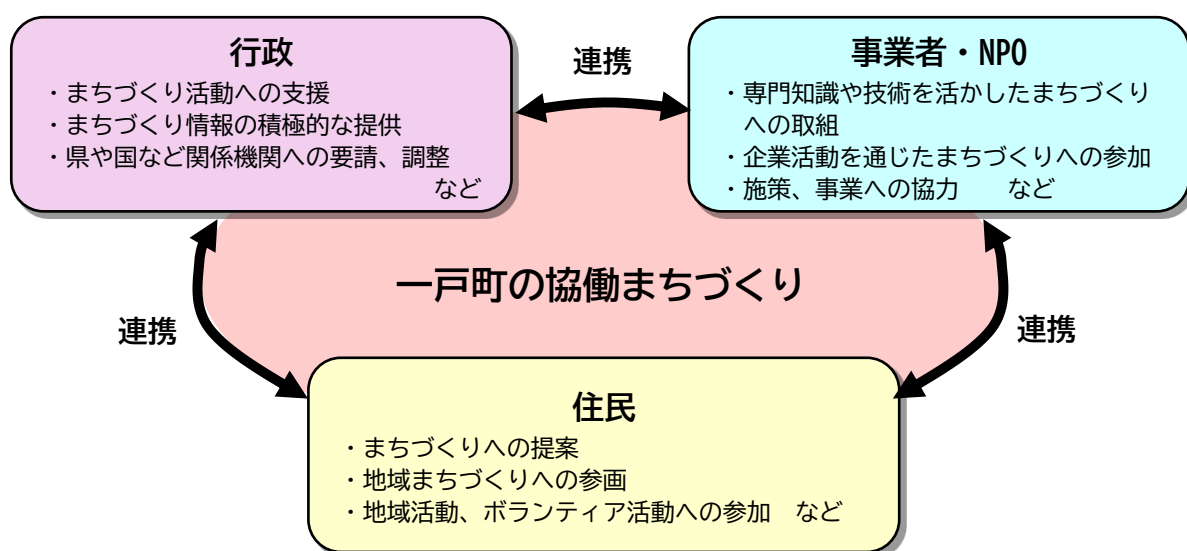 行政
・まちづくり活動への支援
・まちづくり情報の積極的な提供
・県や国など関係機関への要請、調整
など
連携
事業者・NPO
・専門知識や技術を活かしたまちづくり
への取組
・企業活動を通じたまちづくりへの参加
・施策、事業への協力　　など
一戸町の協働まちづくり
連携
連携
住民
・まちづくりへの提案
・地域まちづくりへの参画
・地域活動、ボランティア活動への参加　など